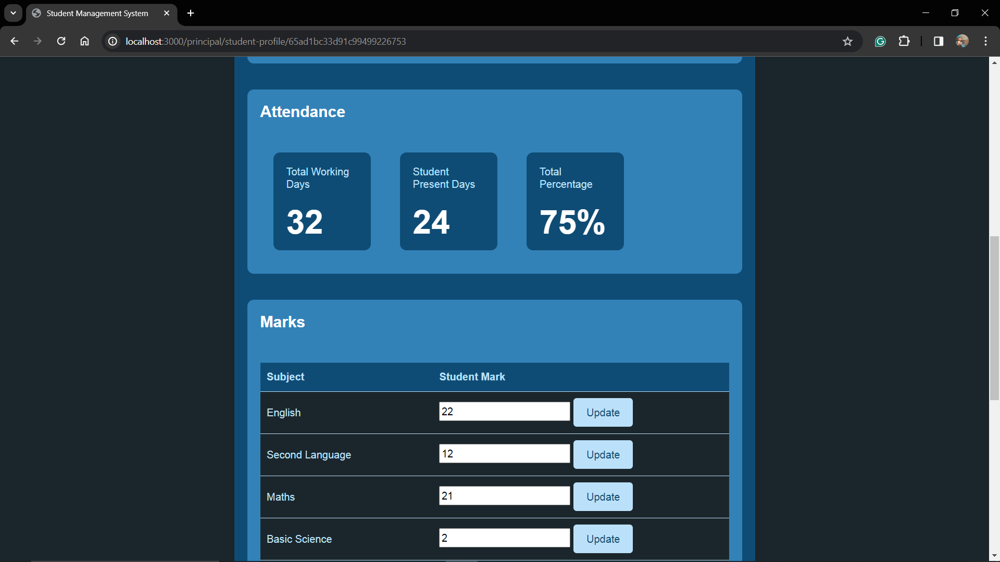 Student Management System
localhost:3000/principal/student-profile/65ad1bc33d91c99499226753
Attendance
Total Working
Days
32
Student
Present Days
24
Total
Percentage
75%
Marks
Subject Student Mark
English 22 Update
Second Language 12 Update
Maths 21 Update
Basic Science 2 Update